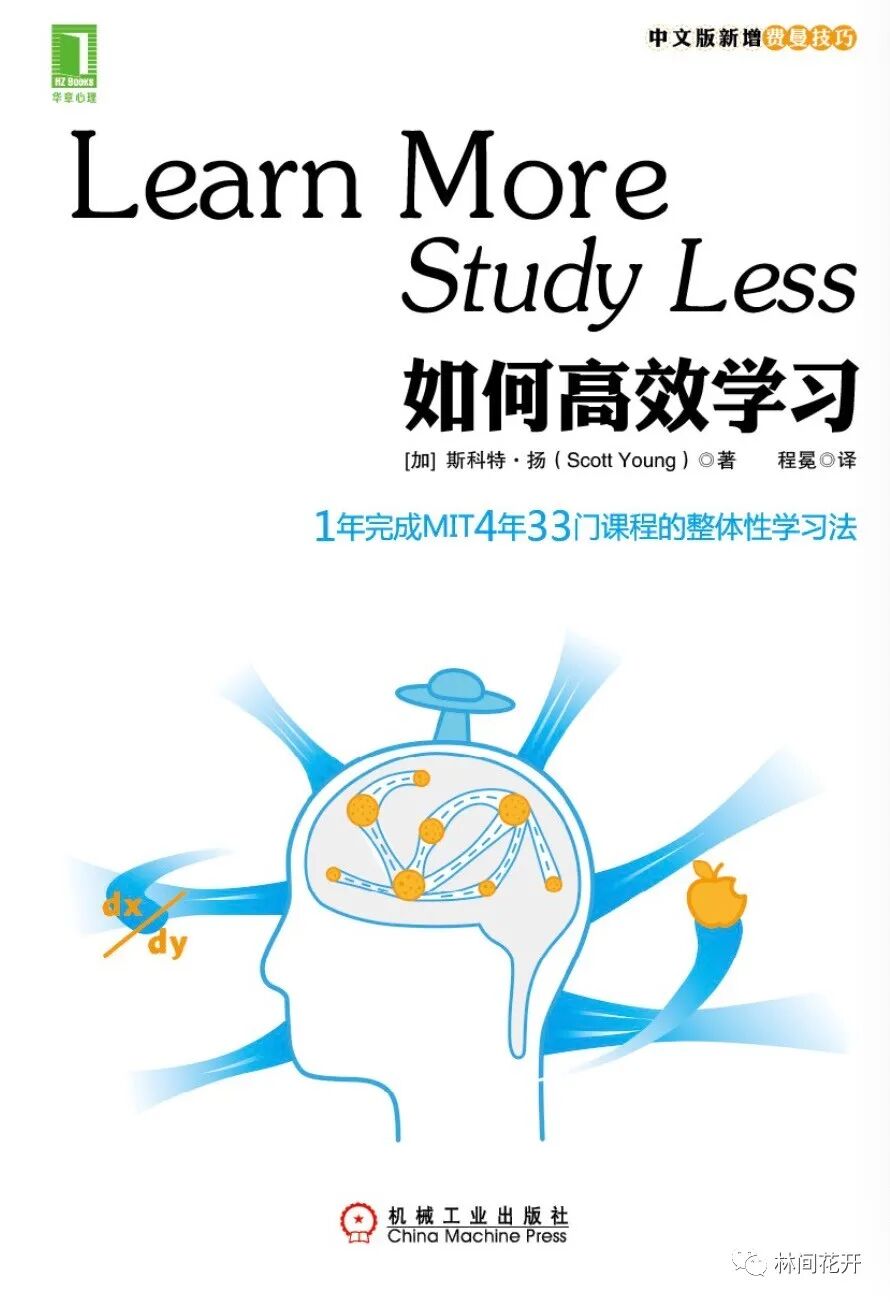 中文版新增费曼技巧
HZ BOOKS
华章心理
Learn More
Study Less
如何高效学习
[加] 斯科特·扬（Scott Young）◎著 程冕◎译
1年完成MIT4年33门课程的整体性学习法
dx/dy
机械工业出版社
China Machine Press
林间花开